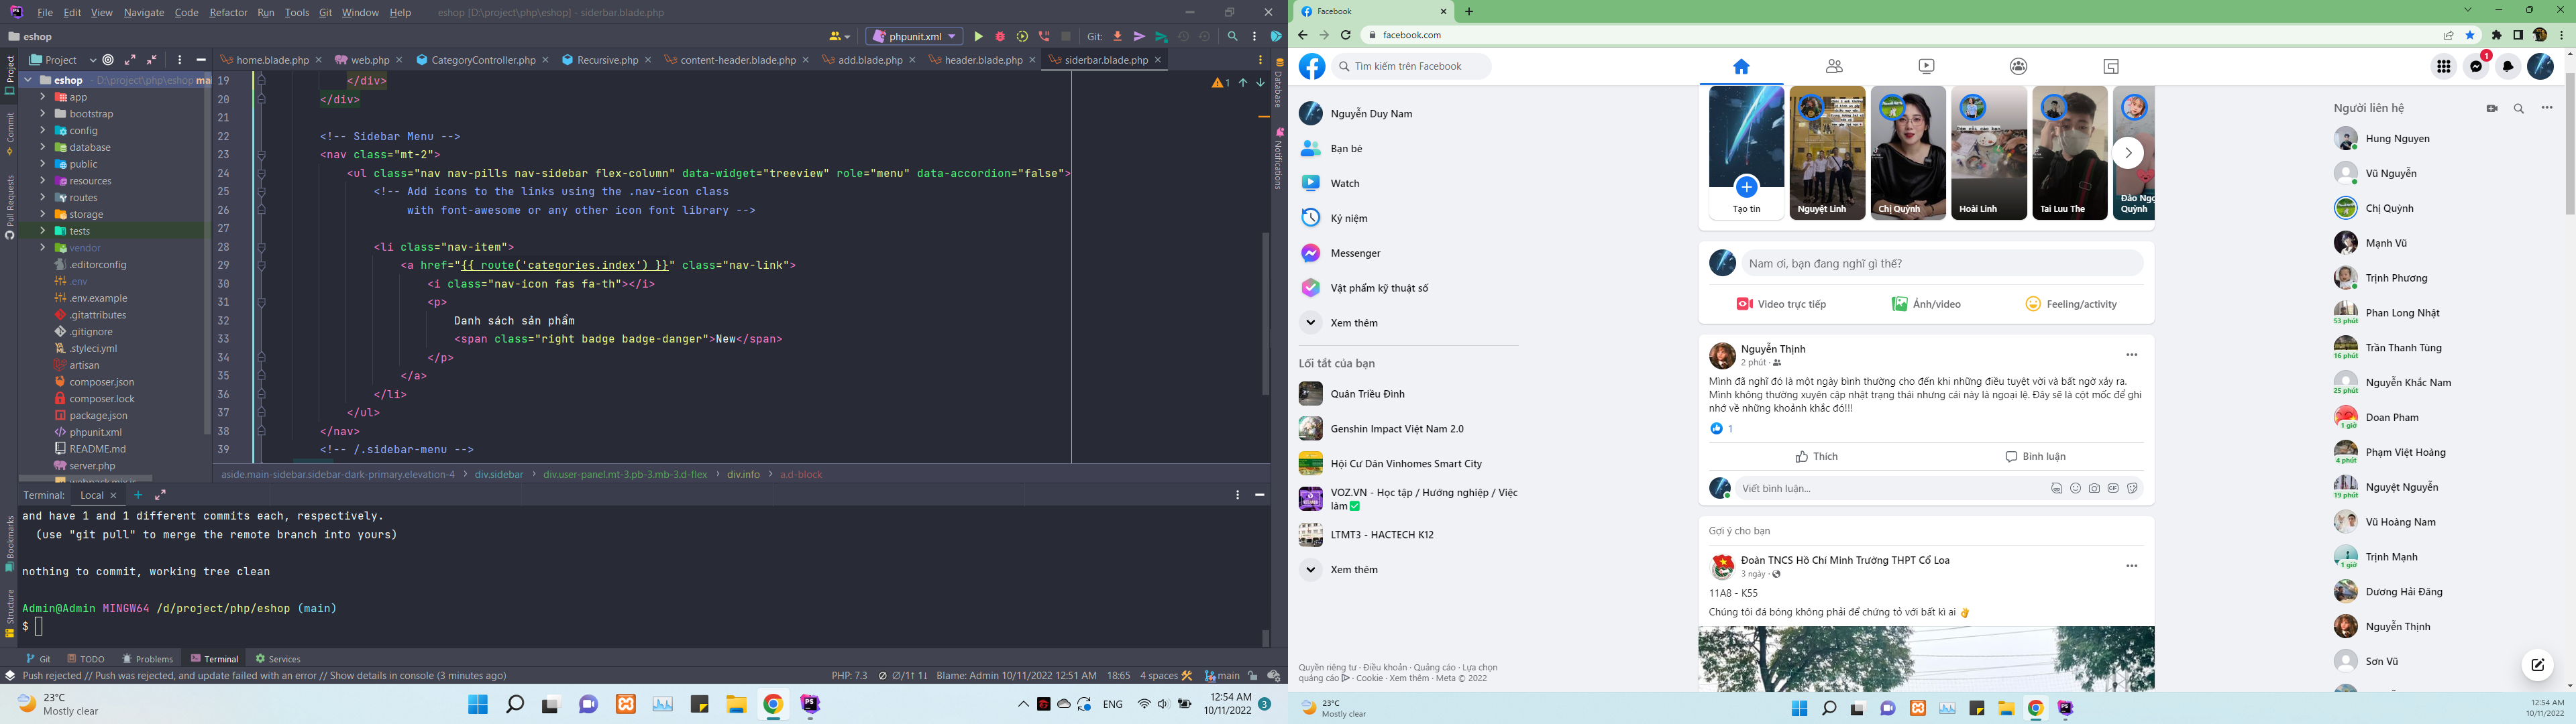 File Edit View Navigate Code Refactor Run Tools Git Window Help eshop [D:\project\php\eshop] - siderbar.blade.php
eshop
phpunit.xml
Git:
Project
home.blade.php
web.php
CategoryController.php
Recursive.php
content-header.blade.php
add.blade.php
header.blade.php
siderbar.blade.php
Project
Commit
Pull Requests
Bookmarks
Structure
Database
Notifications
eshop - D:\project\php\eshop mai
app
bootstrap
config
database
public
resources
routes
storage
tests
vendor
.editorconfig
.env
.env.example
.gitattributes
.gitignore
.styleci.yml
artisan
composer.json
composer.lock
package.json
phpunit.xml
README.md
server.php
webpack.mix.js
1
19 </div>
20 </div>
21
22 <!-- Sidebar Menu -->
23 <nav class="mt-2">
24 <ul class="nav nav-pills nav-sidebar flex-column" data-widget="treeview" role="menu" data-accordion="false">
25 <!-- Add icons to the links using the .nav-icon class
26 with font-awesome or any other icon font library -->
27
28 <li class="nav-item">
29 <a href="{{ route('categories.index') }}" class="nav-link">
30 <i class="nav-icon fas fa-th"></i>
31 <p>
32 Danh sách sản phẩm
33 <span class="right badge badge-danger">New</span>
34 </p>
35 </a>
36 </li>
37 </ul>
38 </nav>
39 <!-- /.sidebar-menu -->
aside.main-sidebar.sidebar-dark-primary.elevation-4 > div.sidebar > div.user-panel.mt-3.pb-3.mb-3.d-flex > div.info > a.d-block
Terminal: Local
and have 1 and 1 different commits each, respectively.
(use "git pull" to merge the remote branch into yours)
nothing to commit, working tree clean
Admin@Admin MINGW64 /d/project/php/eshop (main)
$
Git TODO Problems Terminal Services
Push rejected // Push was rejected, and update failed with an error // Show details in console (3 minutes ago)
PHP: 7.3
Blame: Admin 10/11/2022 12:51 AM 18:65 4 spaces main
23°C
Mostly clear
ENG
12:54 AM
10/11/2022
3
Facebook
facebook.com
Tìm kiếm trên Facebook
1
Nguyễn Duy Nam
Bạn bè
Watch
Kỷ niệm
Messenger
Vật phẩm kỹ thuật số
Xem thêm
Lối tắt của bạn
Quân Triều Đình
Genshin Impact Việt Nam 2.0
Hội Cư Dân Vinhomes Smart City
VOZ.VN - Học tập / Hướng nghiệp / Việc
làm ✅
LTMT3 - HACTECH K12
Xem thêm
Quyền riêng tư · Điều khoản · Quảng cáo · Lựa chọn
quảng cáo · Cookie · Xem thêm · Meta © 2022
Tạo tin
Nguyệt Linh
Chị Quỳnh
Hoài Linh
Tai Luu The
Đào Ngọ
Quỳnh
Nam ơi, bạn đang nghĩ gì thế?
Video trực tiếp
Ảnh/video
Feeling/activity
Nguyễn Thịnh
2 phút ·
Mình đã nghĩ đó là một ngày bình thường cho đến khi những điều tuyệt vời và bất ngờ xảy ra.
Mình không thường xuyên cập nhật trạng thái nhưng cái này là ngoại lệ. Đây sẽ là cột mốc để ghi
nhớ về những khoảnh khắc đó!!!
1
Thích
Bình luận
Viết bình luận...
Gợi ý cho bạn
Đoàn TNCS Hồ Chí Minh Trường THPT Cổ Loa
3 ngày ·
11A8 - K55
Chúng tôi đá bóng không phải để chứng tỏ với bất kì ai 👌
Người liên hệ
Hung Nguyen
Vũ Nguyễn
Chị Quỳnh
Mạnh Vũ
Trịnh Phương
Phan Long Nhật
53 phút
Trần Thanh Tùng
16 phút
Nguyễn Khắc Nam
25 phút
Doan Pham
1 giờ
Phạm Việt Hoàng
4 phút
Nguyệt Nguyễn
19 phút
Vũ Hoàng Nam
Trịnh Mạnh
1 giờ
Dương Hải Đăng
Nguyễn Thịnh
Sơn Vũ
23°C
Mostly clear
12:54 AM
10/11/2022